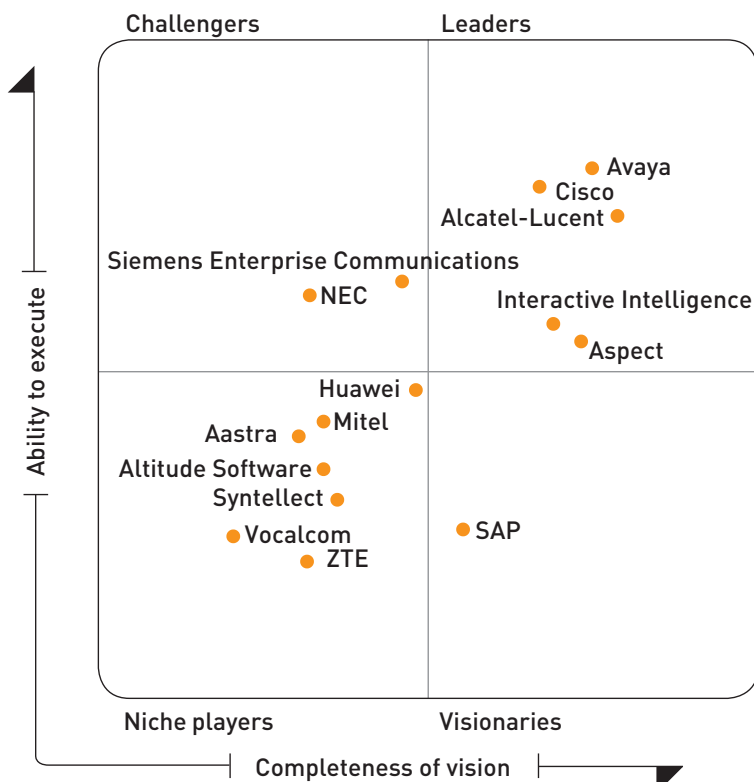 Challengers
Leaders
Avaya
Cisco
Alcatel-Lucent
Siemens Enterprise Communications
NEC
Interactive Intelligence
Aspect
Huawei
Mitel
Aastra
Altitude Software
Syntellect
Vocalcom
ZTE
SAP
Ability to execute
Niche players
Visionaries
Completeness of vision